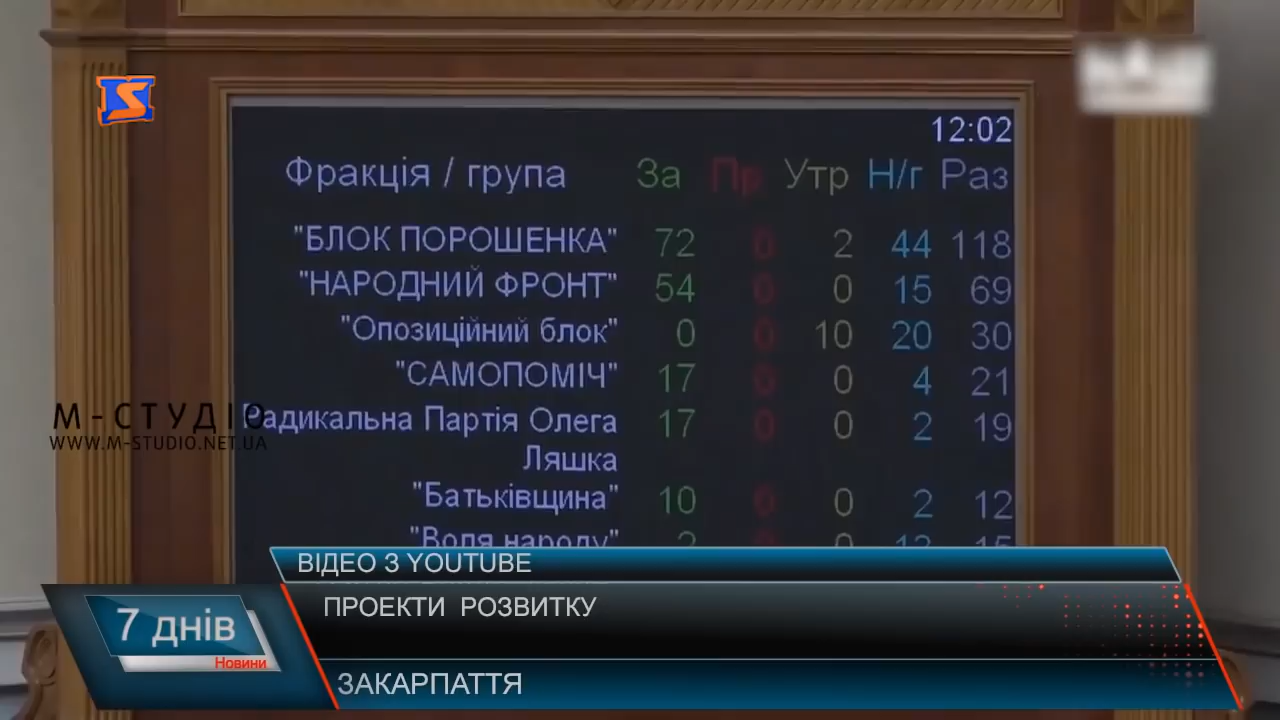 12:02
Фракція / група За Пр Утр Н/г Раз
"БЛОК ПОРОШЕНКА" 72 0 2 44 118
"НАРОДНИЙ ФРОНТ" 54 0 0 15 69
"Опозиційний блок" 0 0 10 20 30
"САМОПОМІЧ" 17 0 0 4 21
Радикальна Партія Олега 17 0 0 2 19
Ляшка
"Батьківщина" 10 0 0 2 12
"Воля народу"
М-СТУДІО
WWW.M-STUDIO.NET.UA
ВІДЕО З YOUTUBE
ПРОЕКТИ РОЗВИТКУ
7 днів
Новини
ЗАКАРПАТТЯ